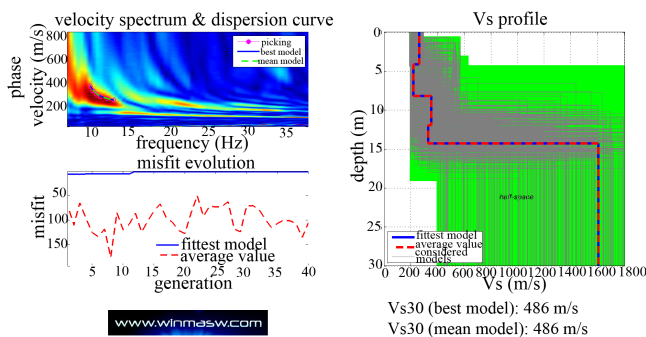 velocity spectrum & dispersion curve
phase
velocity (m/s)
800
600
400
200
picking
best model
mean model
10 15 20 25 30 35
frequency (Hz)
misfit evolution
misfit
50
100
150
fittest model
average value
5 10 15 20 25 30 35 40
generation
www.winmasw.com
Vs profile
depth (m)
0
5
10
15
20
25
30
half-space
fittest model
average value
considered
models
0 200 400 600 800 1000 1200 1400 1600 1800
Vs (m/s)
Vs30 (best model): 486 m/s
Vs30 (mean model): 486 m/s